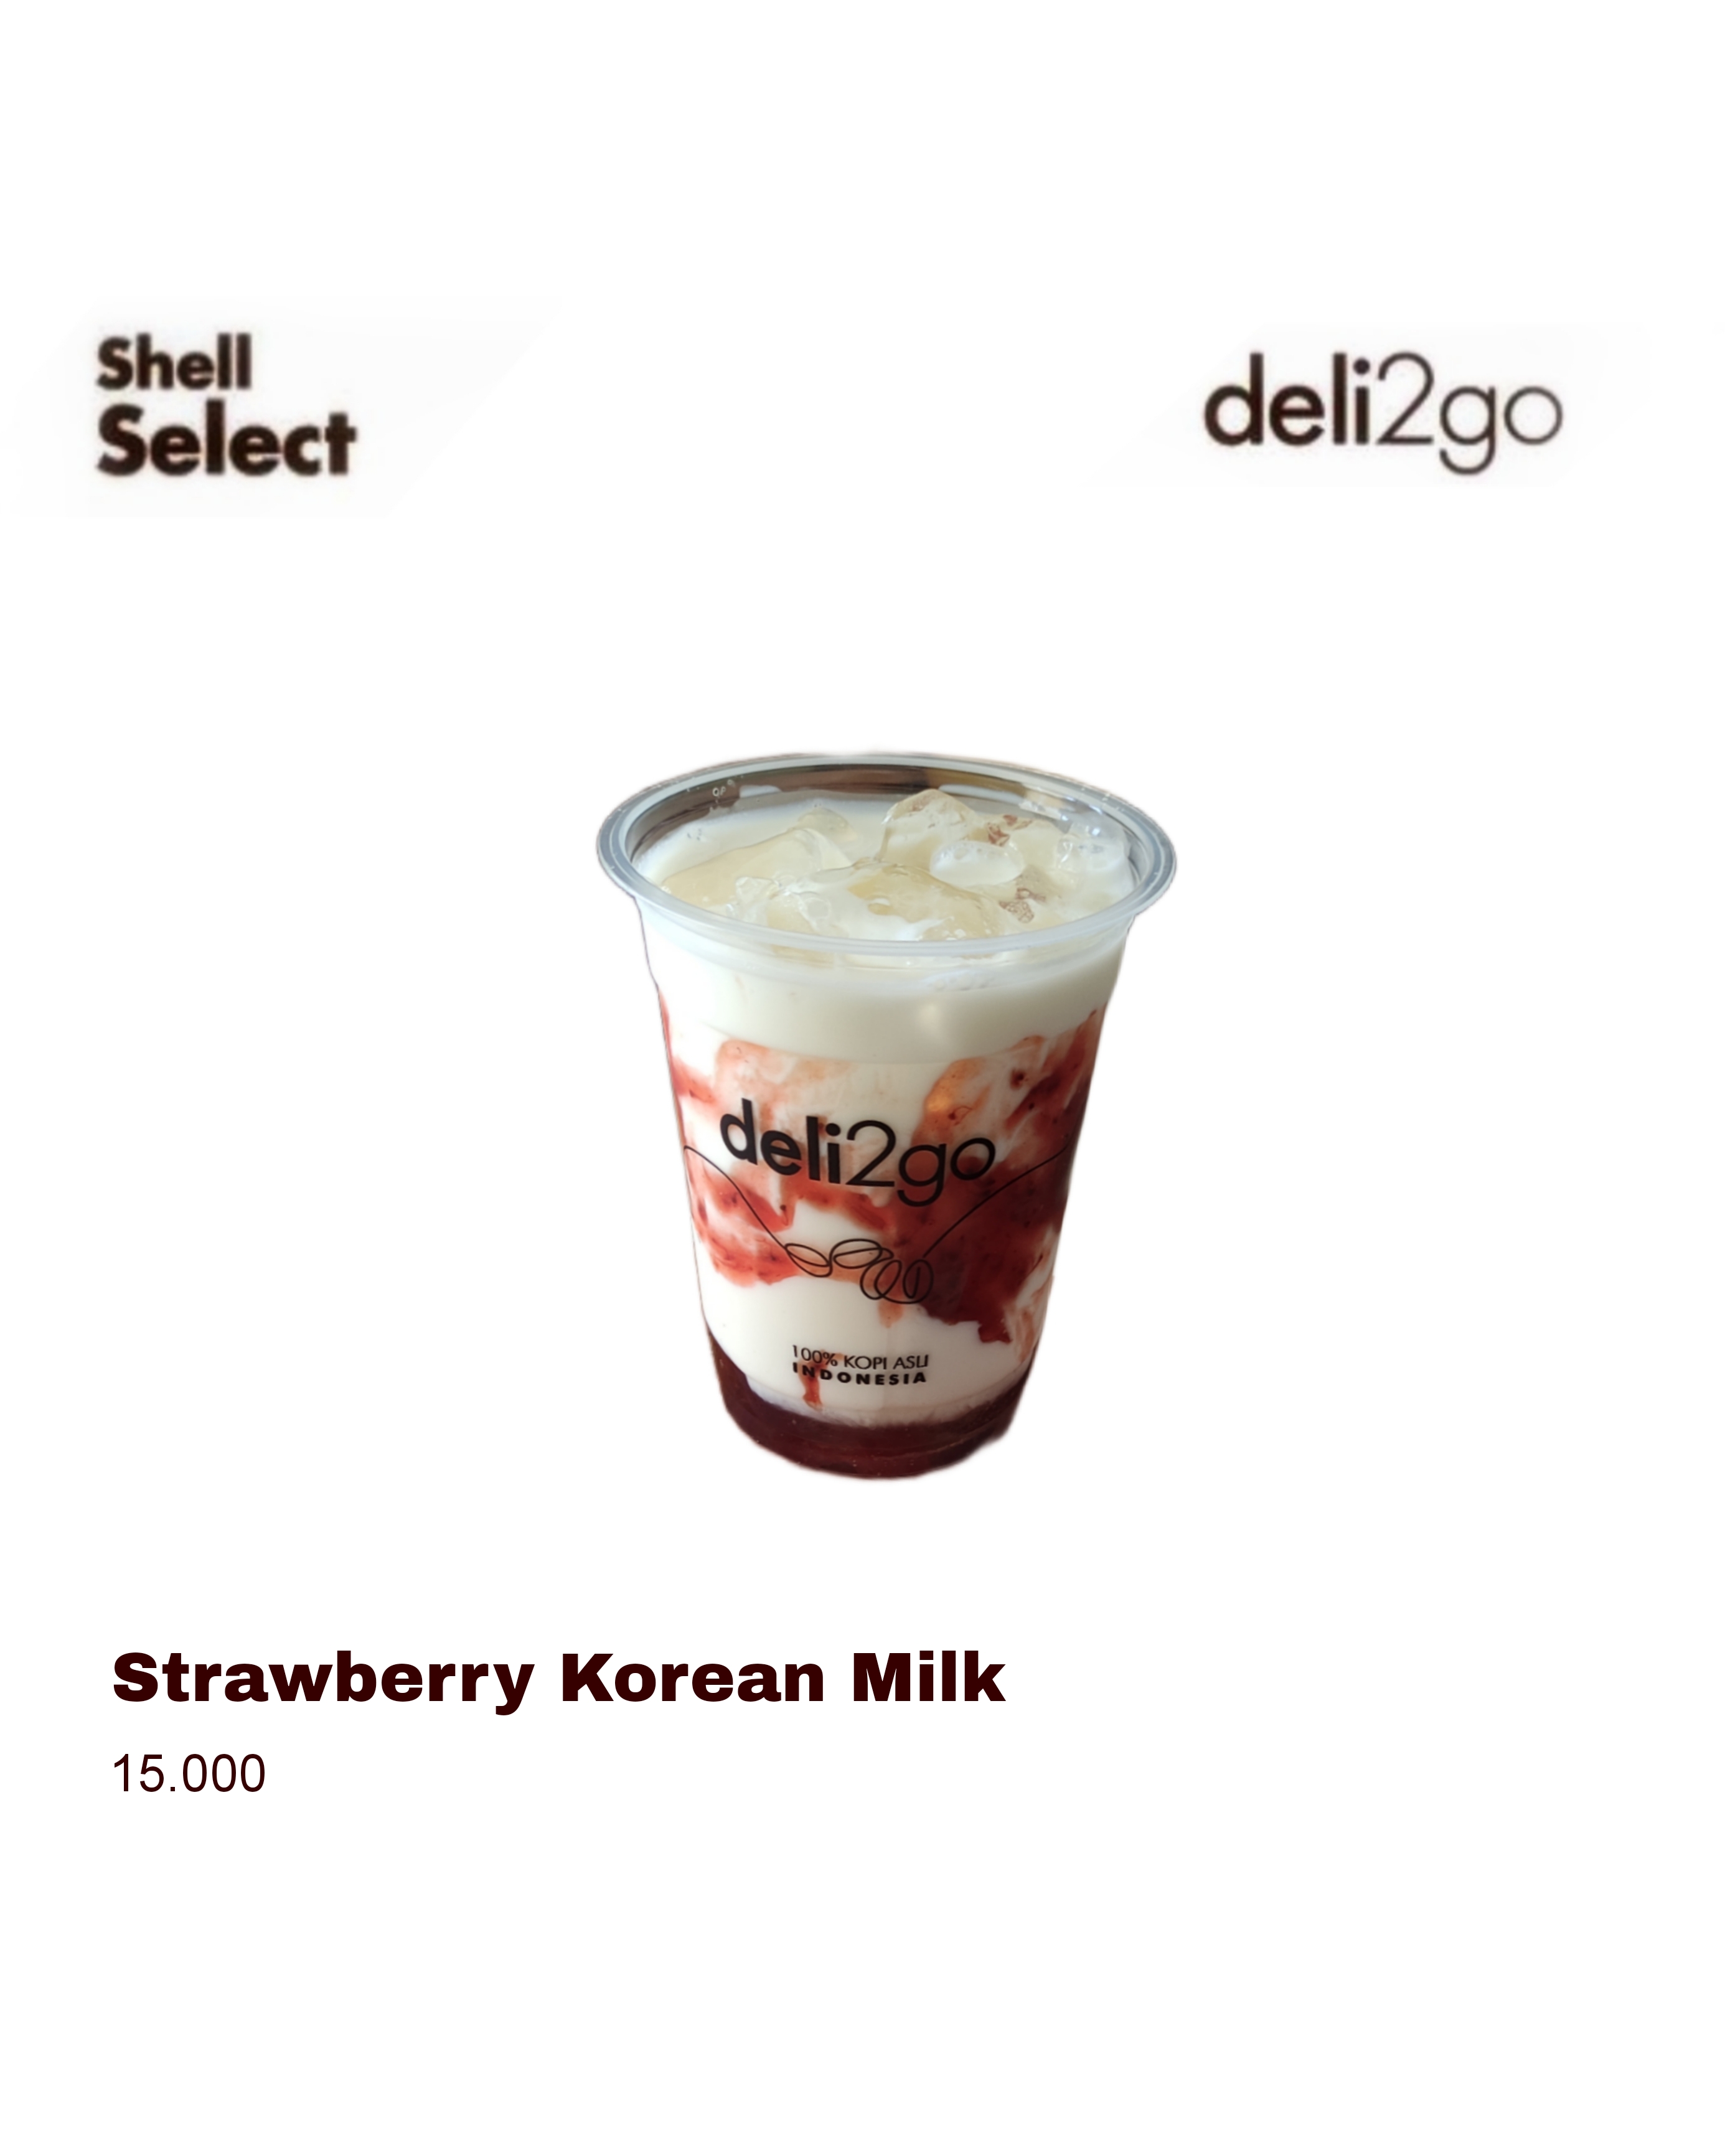 Shell
Select
deli2go
deli2go
100% KOPI ASLI
INDONESIA
Strawberry Korean Milk
15.000